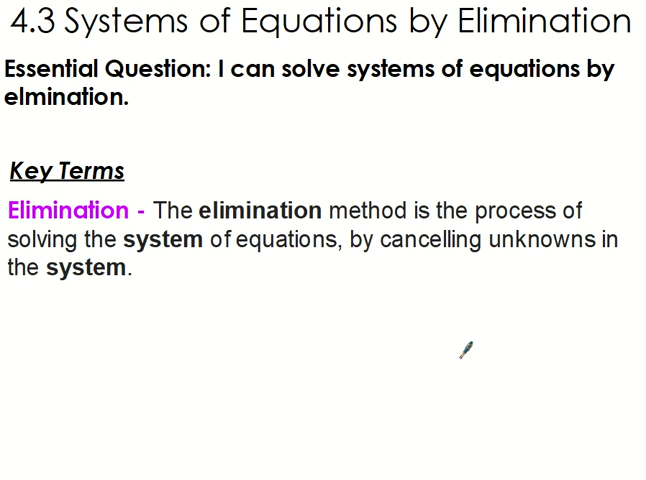 4.3 Systems of Equations by Elimination
Essential Question: I can solve systems of equations by
elmination.
Key Terms
Elimination - The elimination method is the process of
solving the system of equations, by cancelling unknowns in
the system.